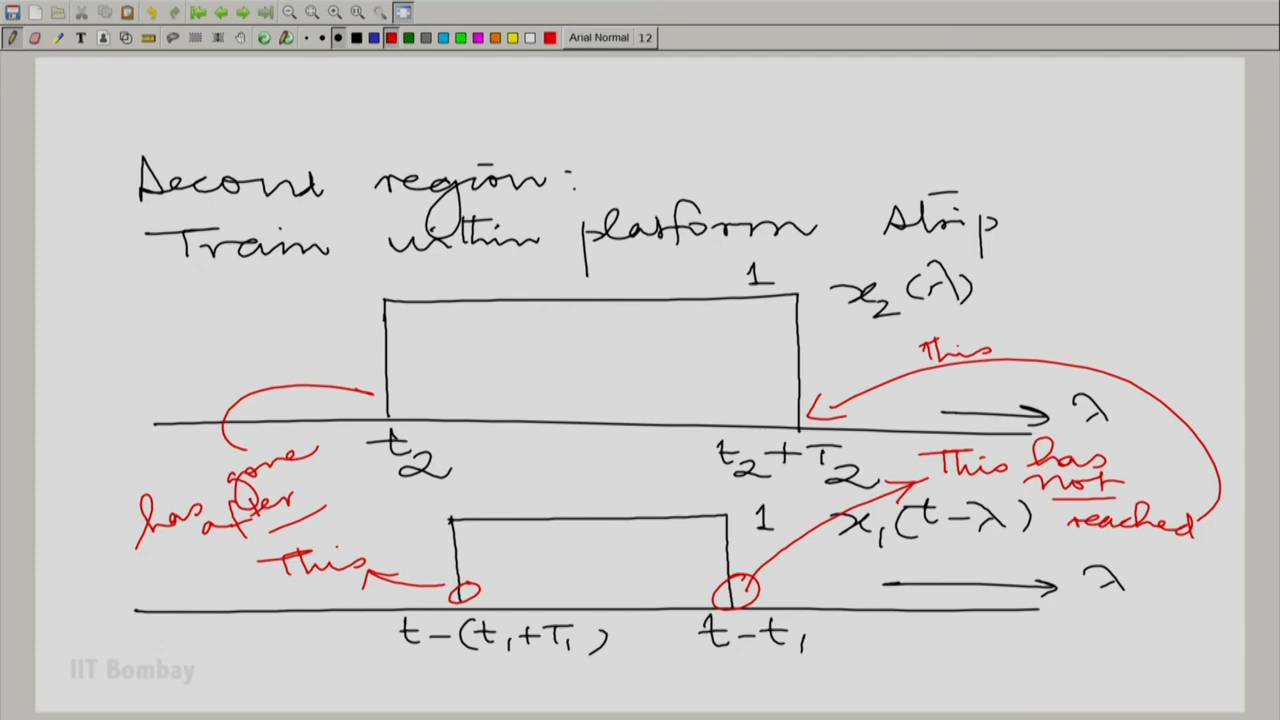 Arial Normal 12
Second region:
Train within platform strip
1 x₂(λ)
This
λ
t₂ t₂+T₂
This has
not
reached
has gone
after
This
1 x₁(t-λ)
λ
t-(t₁+T₁) t-t₁
IIT Bombay